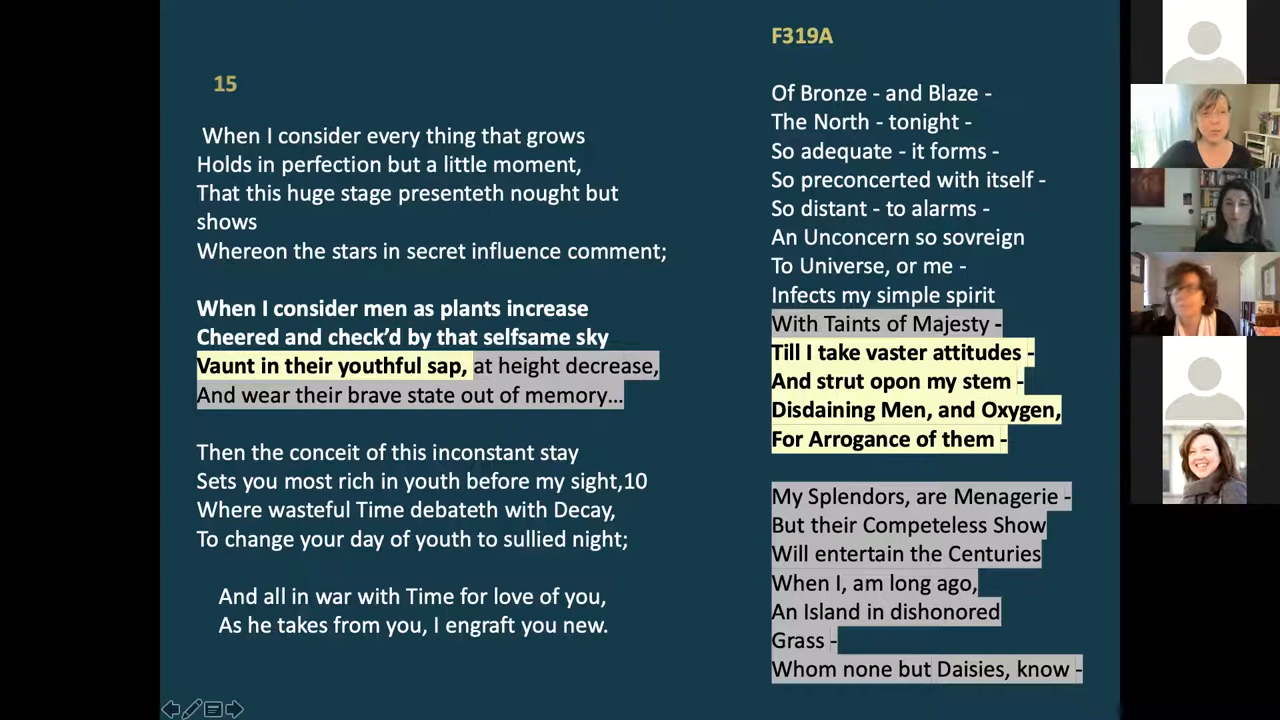 15
When I consider every thing that grows
Holds in perfection but a little moment,
That this huge stage presenteth nought but
shows
Whereon the stars in secret influence comment;
When I consider men as plants increase
Cheered and check’d by that selfsame sky
Vaunt in their youthful sap, at height decrease,
And wear their brave state out of memory…
Then the conceit of this inconstant stay
Sets you most rich in youth before my sight,10
Where wasteful Time debateth with Decay,
To change your day of youth to sullied night;
And all in war with Time for love of you,
As he takes from you, I engraft you new.
F319A
Of Bronze - and Blaze -
The North - tonight -
So adequate - it forms -
So preconcerted with itself -
So distant - to alarms -
An Unconcern so sovreign
To Universe, or me -
Infects my simple spirit
With Taints of Majesty -
Till I take vaster attitudes -
And strut opon my stem -
Disdaining Men, and Oxygen,
For Arrogance of them -
My Splendors, are Menagerie -
But their Competeless Show
Will entertain the Centuries
When I, am long ago,
An Island in dishonored
Grass -
Whom none but Daisies, know -